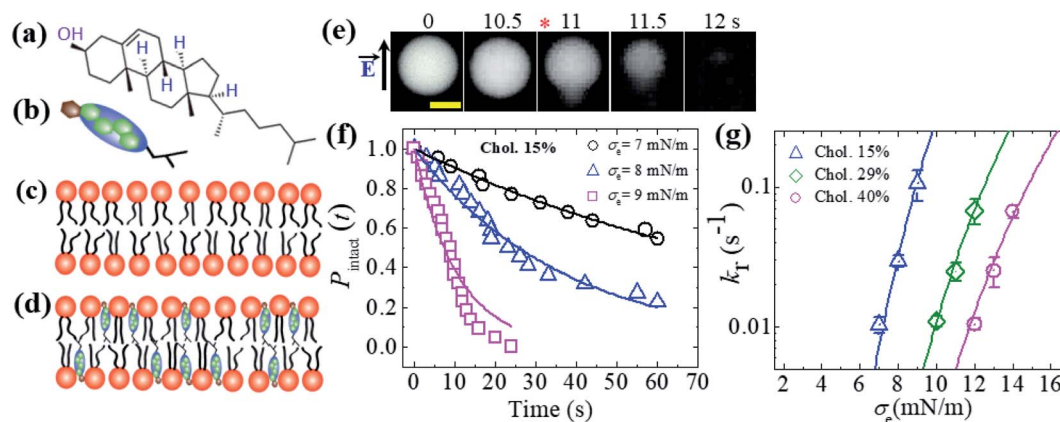 (a)
OH
H
H
H
(b)
(c)
(d)
(e)
0 10.5 * 11 11.5 12 s
E
(f)
Chol. 15%
σe = 7 mN/m
σe = 8 mN/m
σe = 9 mN/m
1.0
0.8
0.6
0.4
0.2
0.0
Pintact (t)
0 10 20 30 40 50 60 70
Time (s)
(g)
Chol. 15%
Chol. 29%
Chol. 40%
0.1
0.01
kT (s⁻¹)
2 4 6 8 10 12 14 16
σe (mN/m)